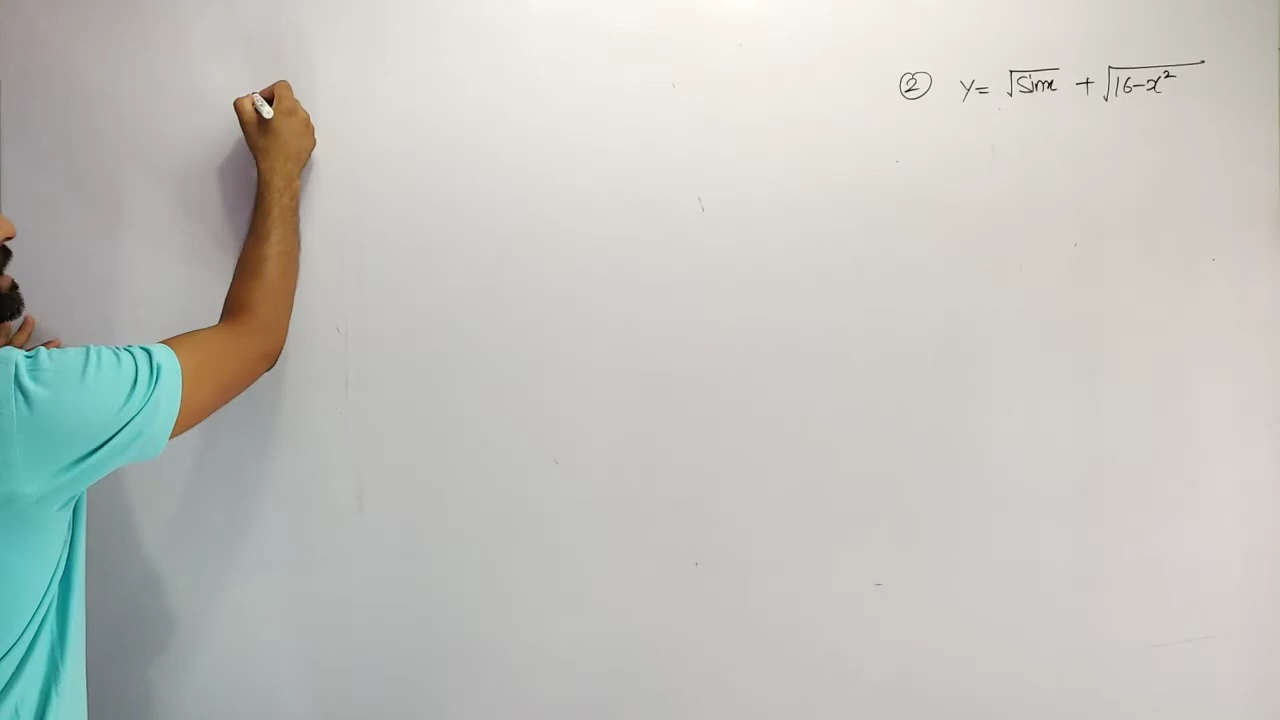 ② y= √sinx + √16-x²